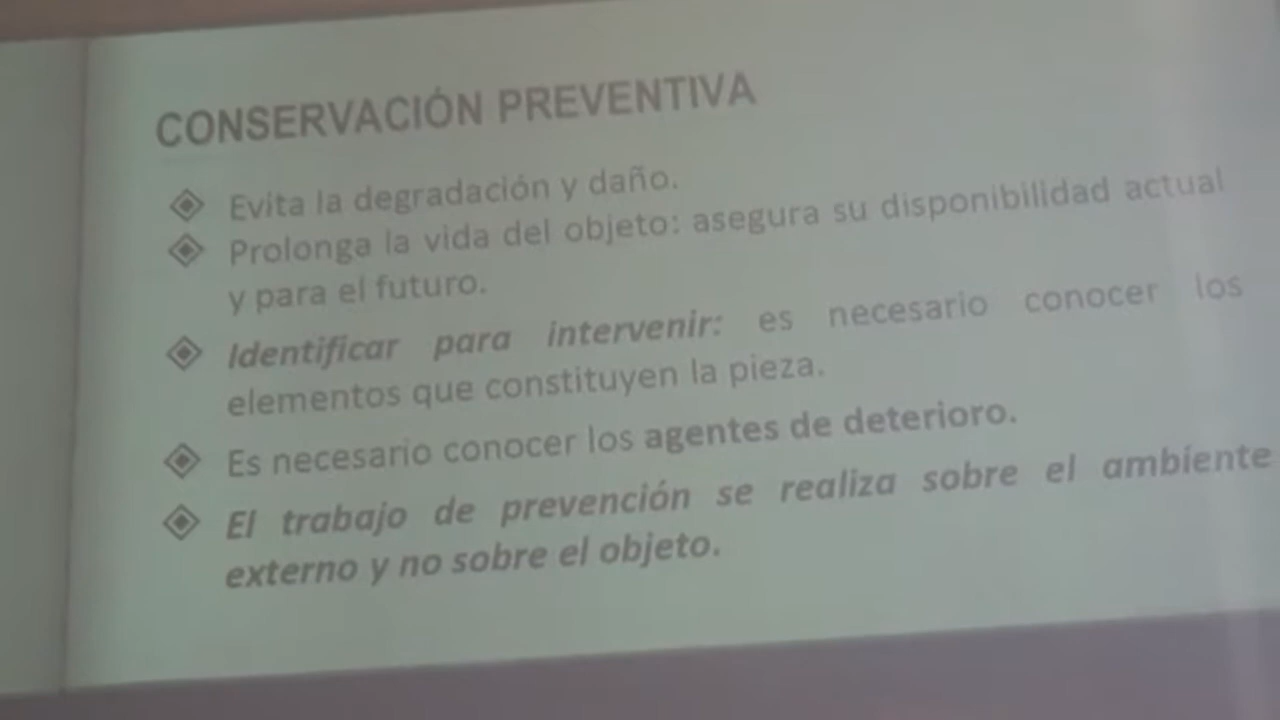 CONSERVACIÓN PREVENTIVA
Evita la degradación y daño.
Prolonga la vida del objeto: asegura su disponibilidad actual
y para el futuro.
Identificar para intervenir: es necesario conocer los
elementos que constituyen la pieza.
Es necesario conocer los agentes de deterioro.
El trabajo de prevención se realiza sobre el ambiente
externo y no sobre el objeto.